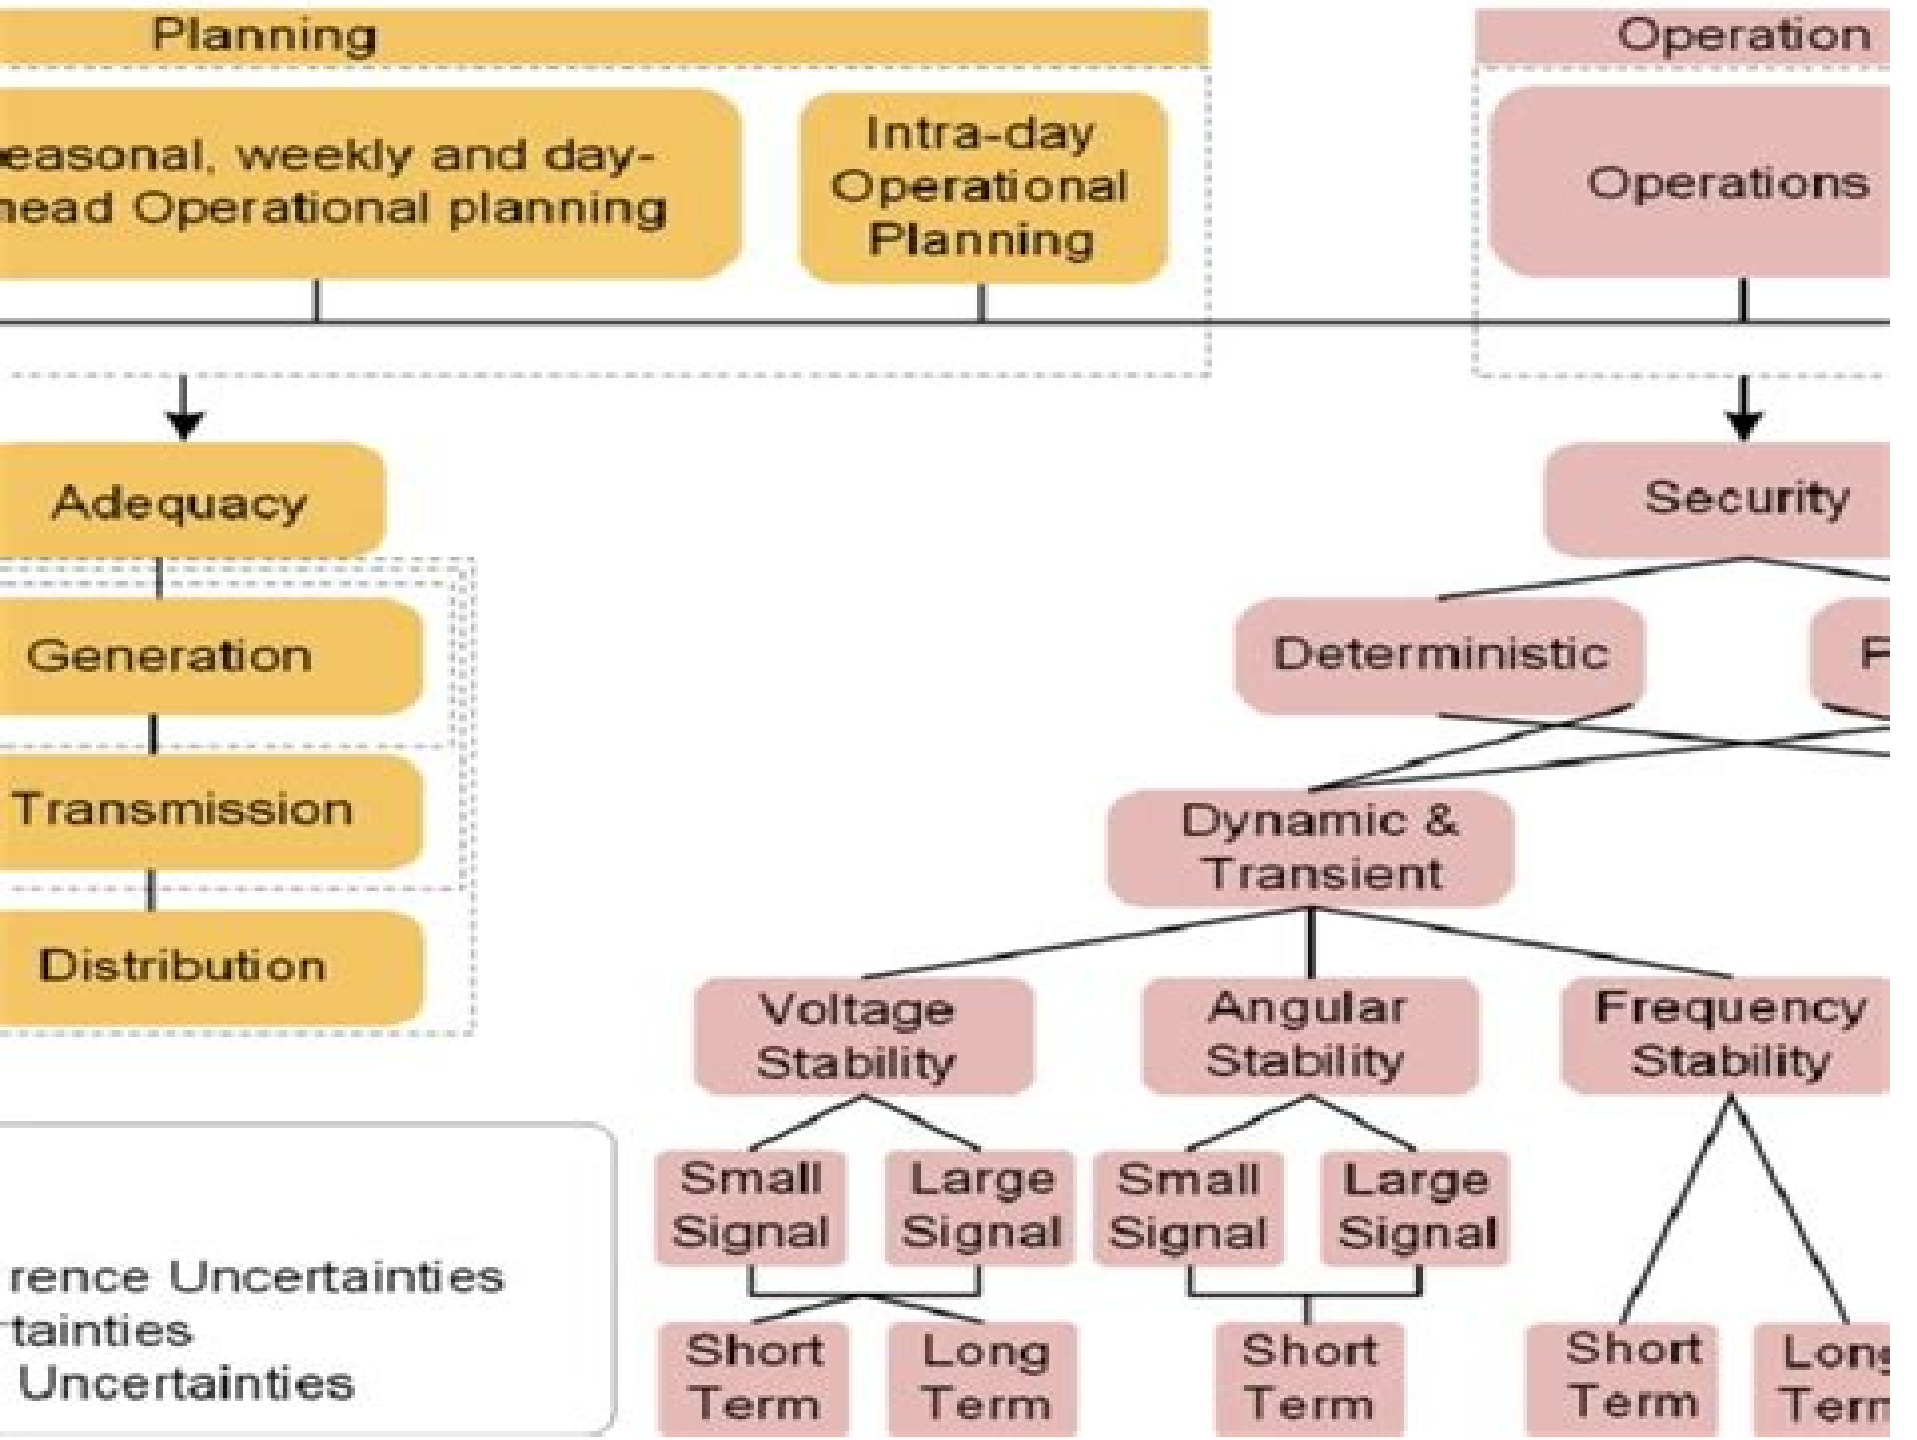 Planning
Operation
easonal, weekly and day-
head Operational planning
Intra-day
Operational
Planning
Operations
Adequacy
Security
Generation
Deterministic
P
Transmission
Dynamic &
Transient
Distribution
Voltage
Stability
Angular
Stability
Frequency
Stability
Small
Signal
Large
Signal
Small
Signal
Large
Signal
rence Uncertainties
tainties
Uncertainties
Short
Term
Long
Term
Short
Term
Short
Term
Long
Term